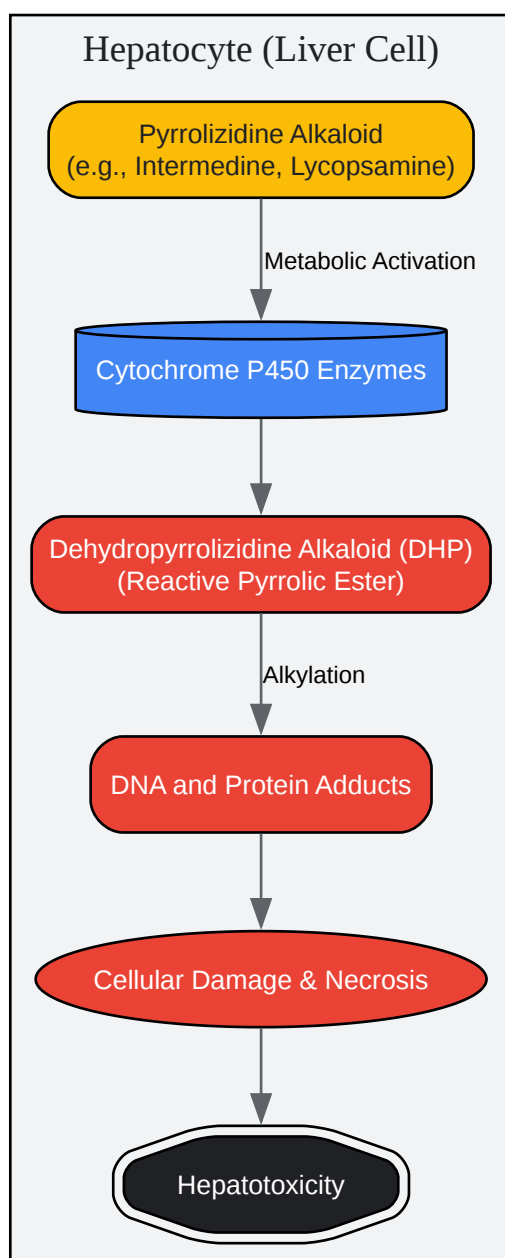 Hepatocyte (Liver Cell)
Pyrrolizidine Alkaloid
(e.g., Intermedine, Lycopsamine)
Metabolic Activation
Cytochrome P450 Enzymes
Dehydropyrrolizidine Alkaloid (DHP)
(Reactive Pyrrolic Ester)
Alkylation
DNA and Protein Adducts
Cellular Damage & Necrosis
Hepatotoxicity